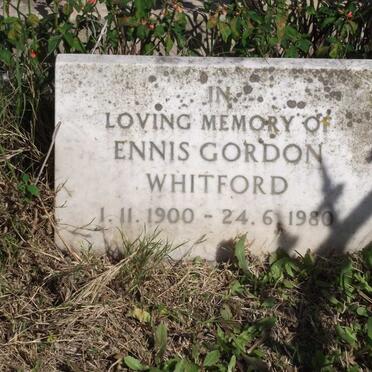 IN
LOVING MEMORY OF
ENNIS GORDON
WHITFORD
1.11.1900 - 24.6.1980